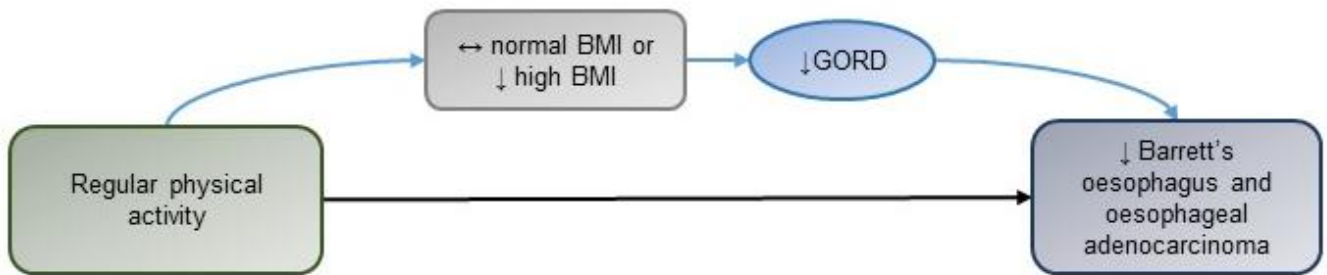 ↔ normal BMI or
↓ high BMI
↓GORD
Regular physical
activity
↓ Barrett's
oesophagus and
oesophageal
adenocarcinoma